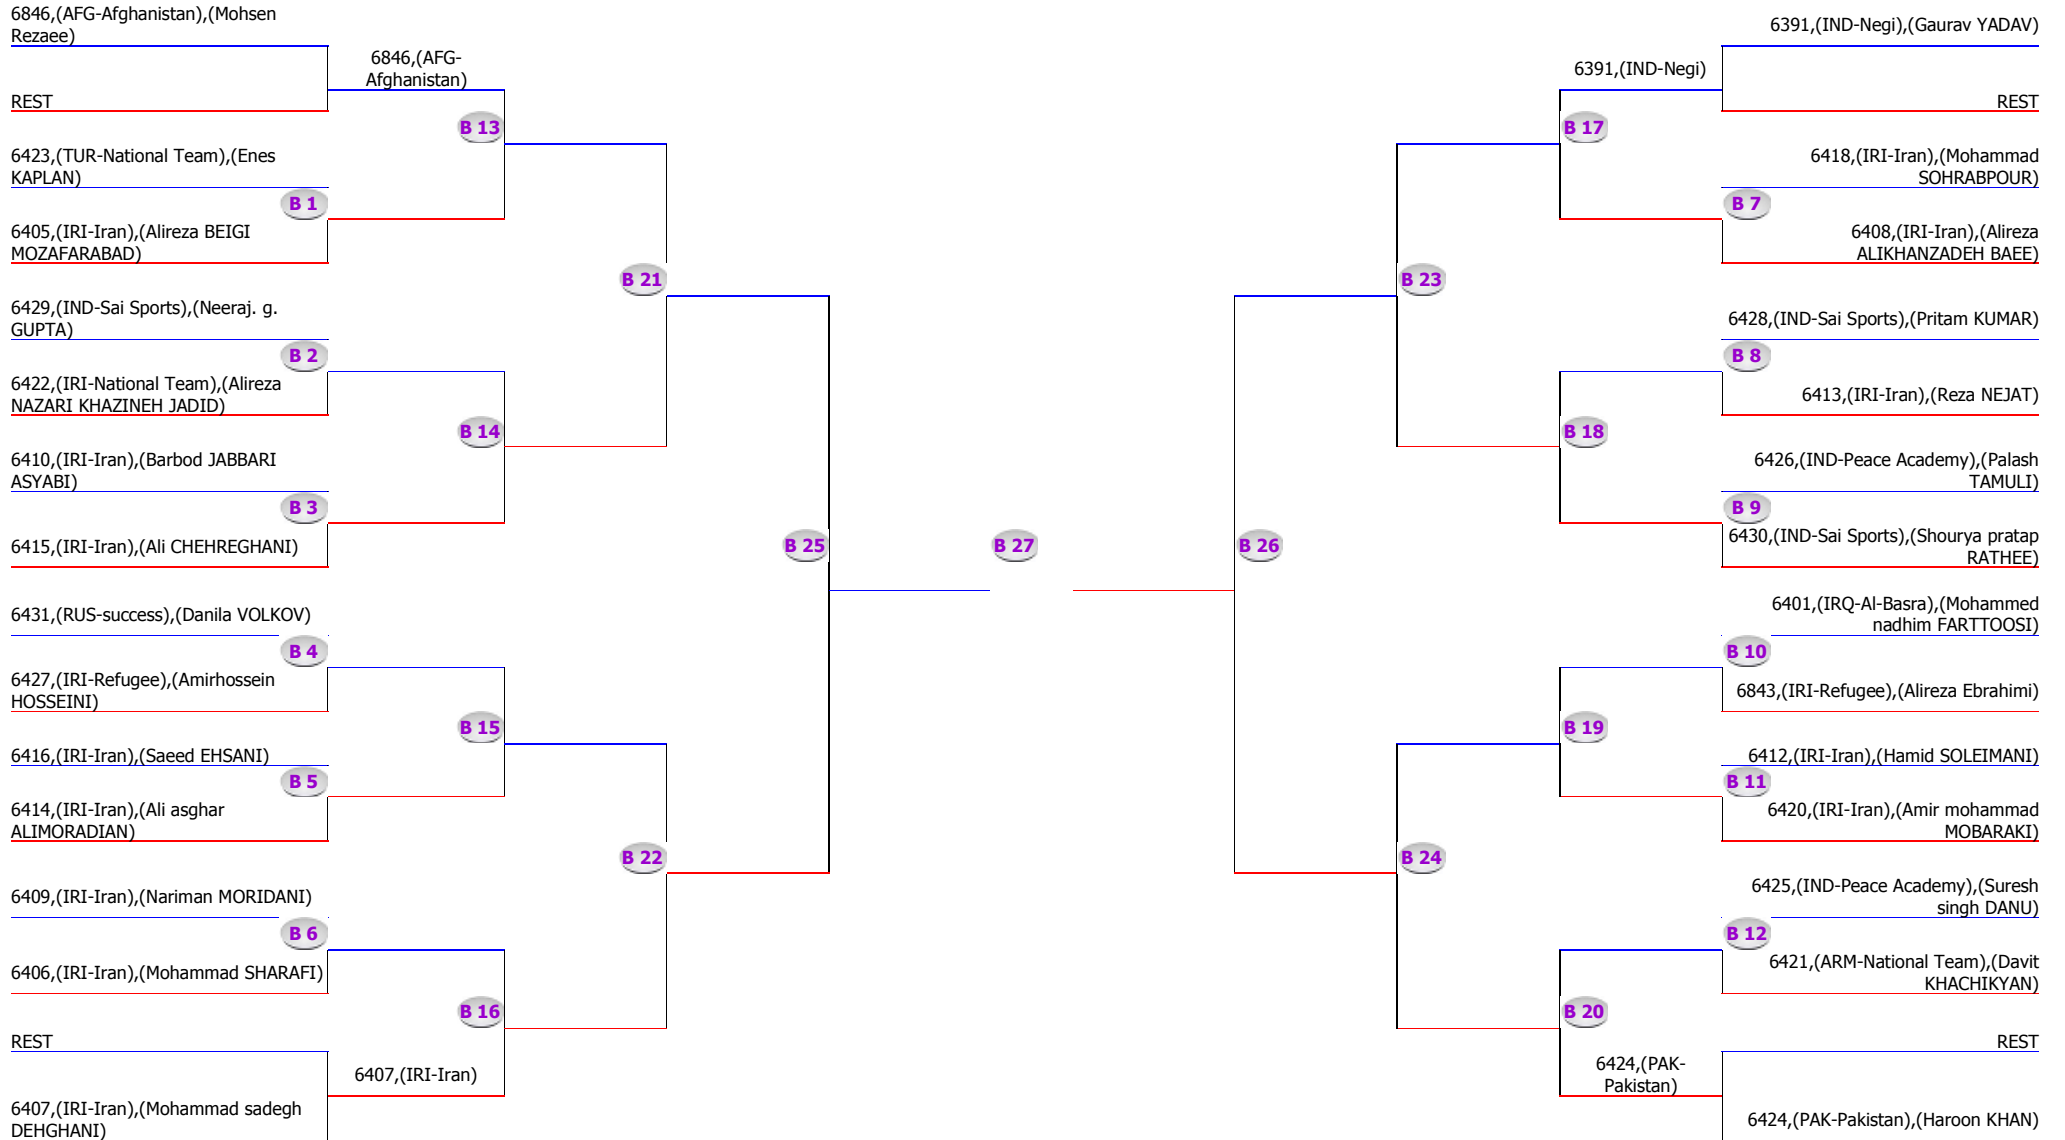 6846,(AFG-Afghanistan),(Mohsen
Rezaee)
REST
6846,(AFG-
Afghanistan)
B 13
6423,(TUR-National Team),(Enes
KAPLAN)
B 1
6405,(IRI-Iran),(Alireza BEIGI
MOZAFARABAD)
B 21
6429,(IND-Sai Sports),(Neeraj. g.
GUPTA)
B 2
6422,(IRI-National Team),(Alireza
NAZARI KHAZINEH JADID)
B 14
6410,(IRI-Iran),(Barbod JABBARI
ASYABI)
B 3
6415,(IRI-Iran),(Ali CHEHREGHANI)
B 25
6431,(RUS-success),(Danila VOLKOV)
B 4
6427,(IRI-Refugee),(Amirhossein
HOSSEINI)
B 15
6416,(IRI-Iran),(Saeed EHSANI)
B 5
6414,(IRI-Iran),(Ali asghar
ALIMORADIAN)
B 22
6409,(IRI-Iran),(Nariman MORIDANI)
B 6
6406,(IRI-Iran),(Mohammad SHARAFI)
B 16
REST
6407,(IRI-Iran)
6407,(IRI-Iran),(Mohammad sadegh
DEHGHANI)
B 27
6391,(IND-Negi),(Gaurav YADAV)
6391,(IND-Negi)
REST
B 17
6418,(IRI-Iran),(Mohammad
SOHRABPOUR)
B 7
6408,(IRI-Iran),(Alireza
ALIKHANZADEH BAEE)
B 23
6428,(IND-Sai Sports),(Pritam KUMAR)
B 8
6413,(IRI-Iran),(Reza NEJAT)
B 18
6426,(IND-Peace Academy),(Palash
TAMULI)
B 9
6430,(IND-Sai Sports),(Shourya pratap
RATHEE)
B 26
6401,(IRQ-Al-Basra),(Mohammed
nadhim FARTTOOSI)
B 10
6843,(IRI-Refugee),(Alireza Ebrahimi)
B 19
6412,(IRI-Iran),(Hamid SOLEIMANI)
B 11
6420,(IRI-Iran),(Amir mohammad
MOBARAKI)
B 24
6425,(IND-Peace Academy),(Suresh
singh DANU)
B 12
6421,(ARM-National Team),(Davit
KHACHIKYAN)
B 20
REST
6424,(PAK-
Pakistan)
6424,(PAK-Pakistan),(Haroon KHAN)